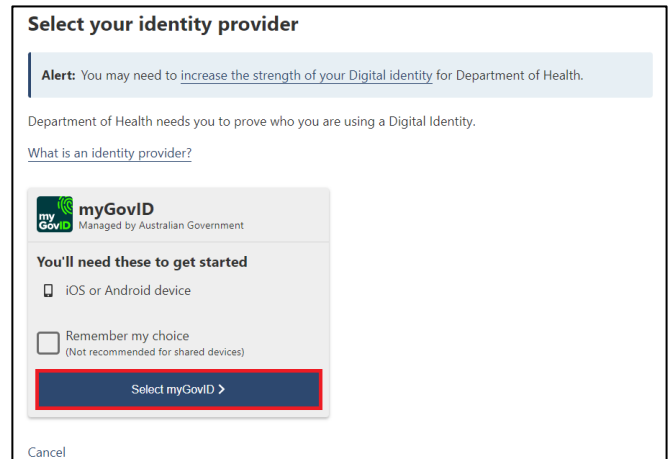 Select your identity provider
Alert: You may need to increase the strength of your Digital identity for Department of Health.
Department of Health needs you to prove who you are using a Digital Identity.
What is an identity provider?
my
GovID
myGovID
Managed by Australian Government
You'll need these to get started
iOS or Android device
Remember my choice
(Not recommended for shared devices)
Select myGovID >
Cancel